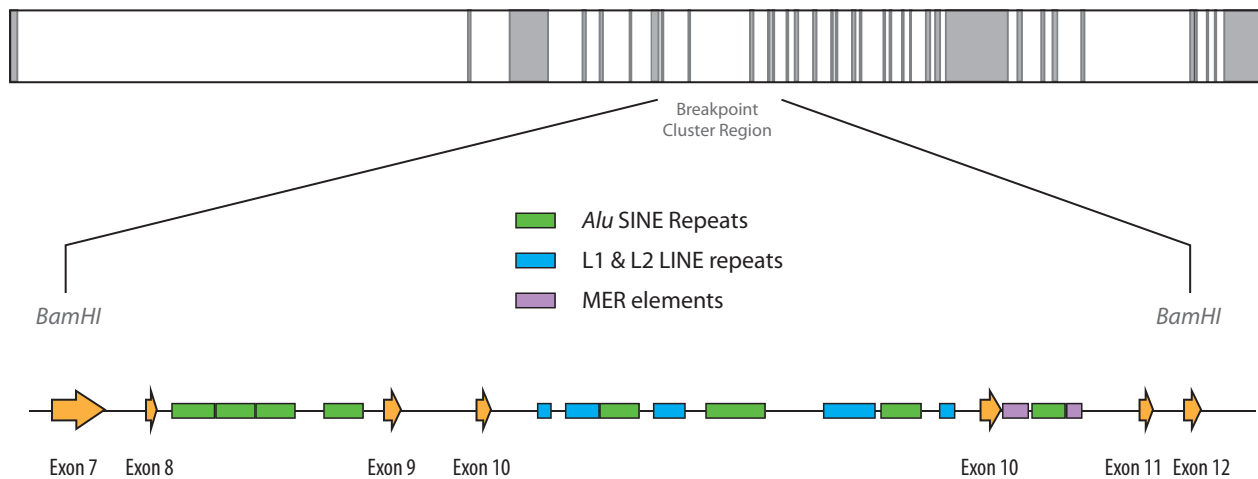 Breakpoint
Cluster Region
Alu SINE Repeats
L1 & L2 LINE repeats
MER elements
BamHI
BamHI
Exon 7
Exon 8
Exon 9
Exon 10
Exon 10
Exon 11
Exon 12